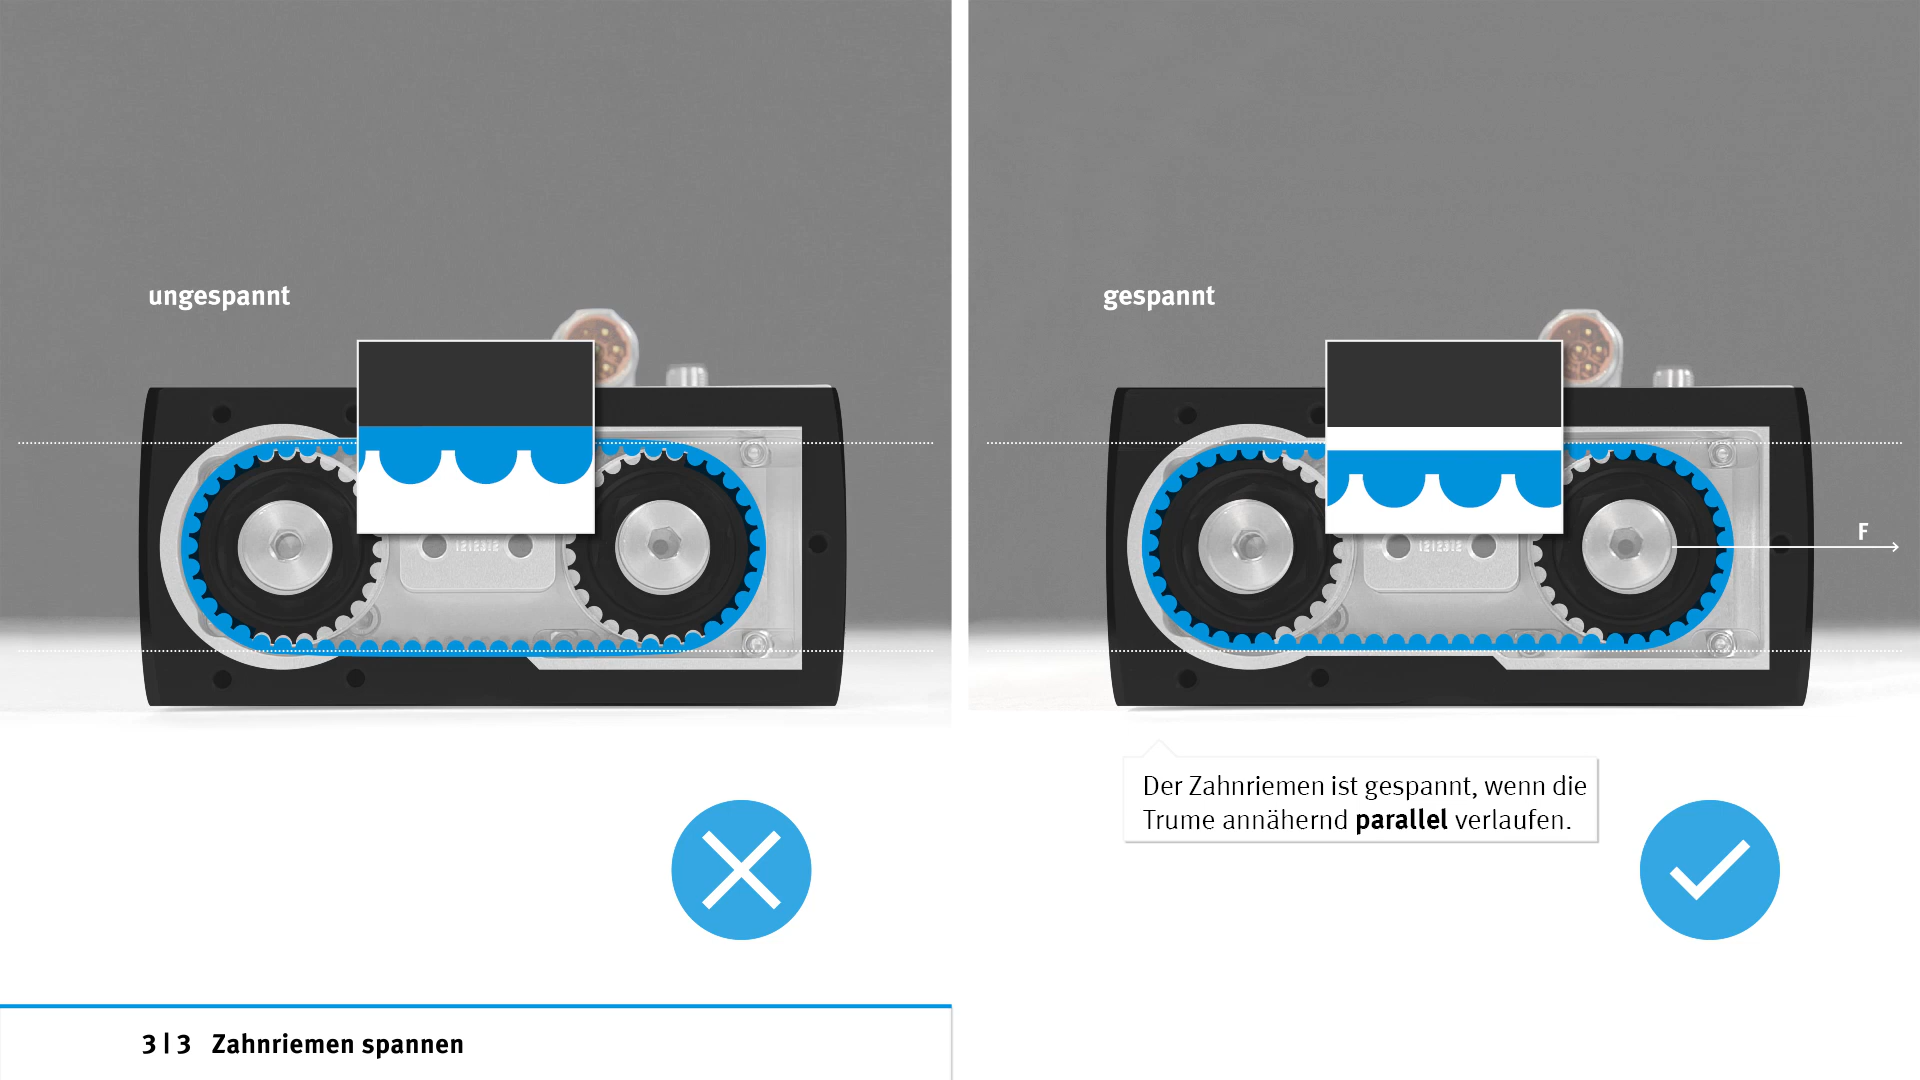 ungespannt
gespannt
F
Der Zahnriemen ist gespannt, wenn die
Trume annähernd parallel verlaufen.
3 | 3 Zahnriemen spannen